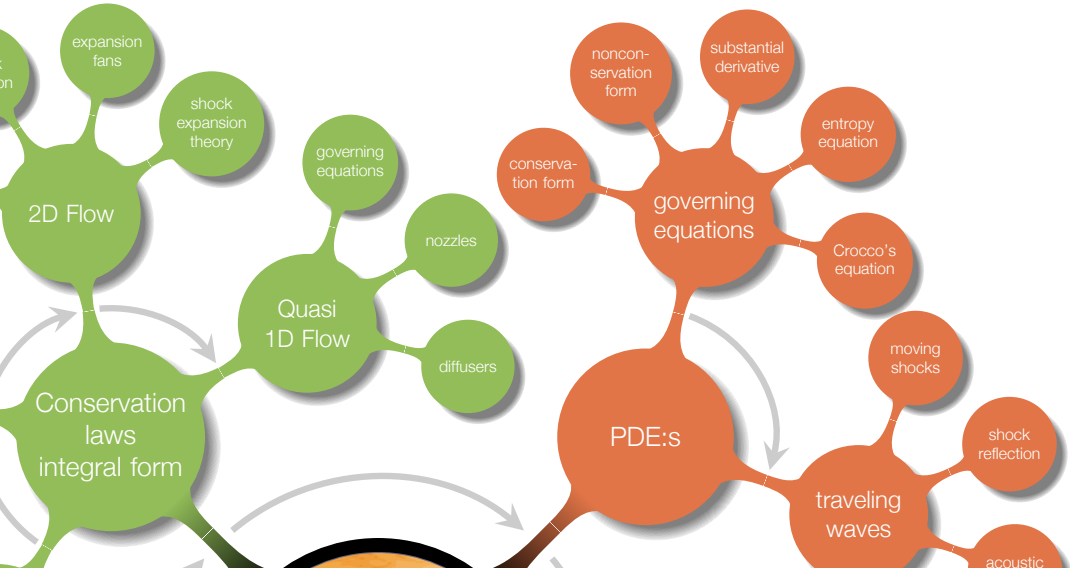 expansion
fans
shock
expansion
theory
2D Flow
governing
equations
nozzles
Quasi
1D Flow
diffusers
Conservation
laws
integral form
noncon-
servation
form
substantial
derivative
entropy
equation
conserva-
tion form
governing
equations
Crocco's
equation
PDE:s
moving
shocks
shock
reflection
traveling
waves
acoustic